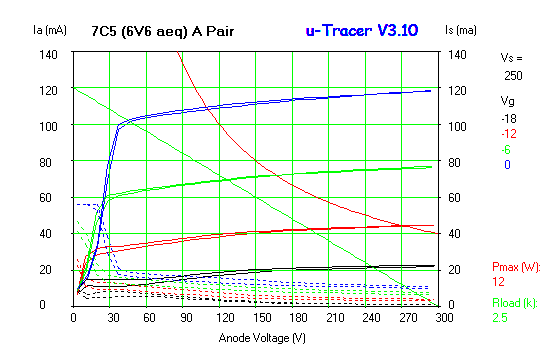 Ia (mA) 7C5 (6V6 aeq) A Pair u-Tracer V3.10 Is (ma)
140 140
120 120
100 100
80 80
60 60
40 40
20 20
0 0
0 30 60 90 120 150 180 210 240 270 300
Anode Voltage (V)
Vs =
250
Vg
-18
-12
-6
0
Pmax (W):
12
Rload (k):
2.5